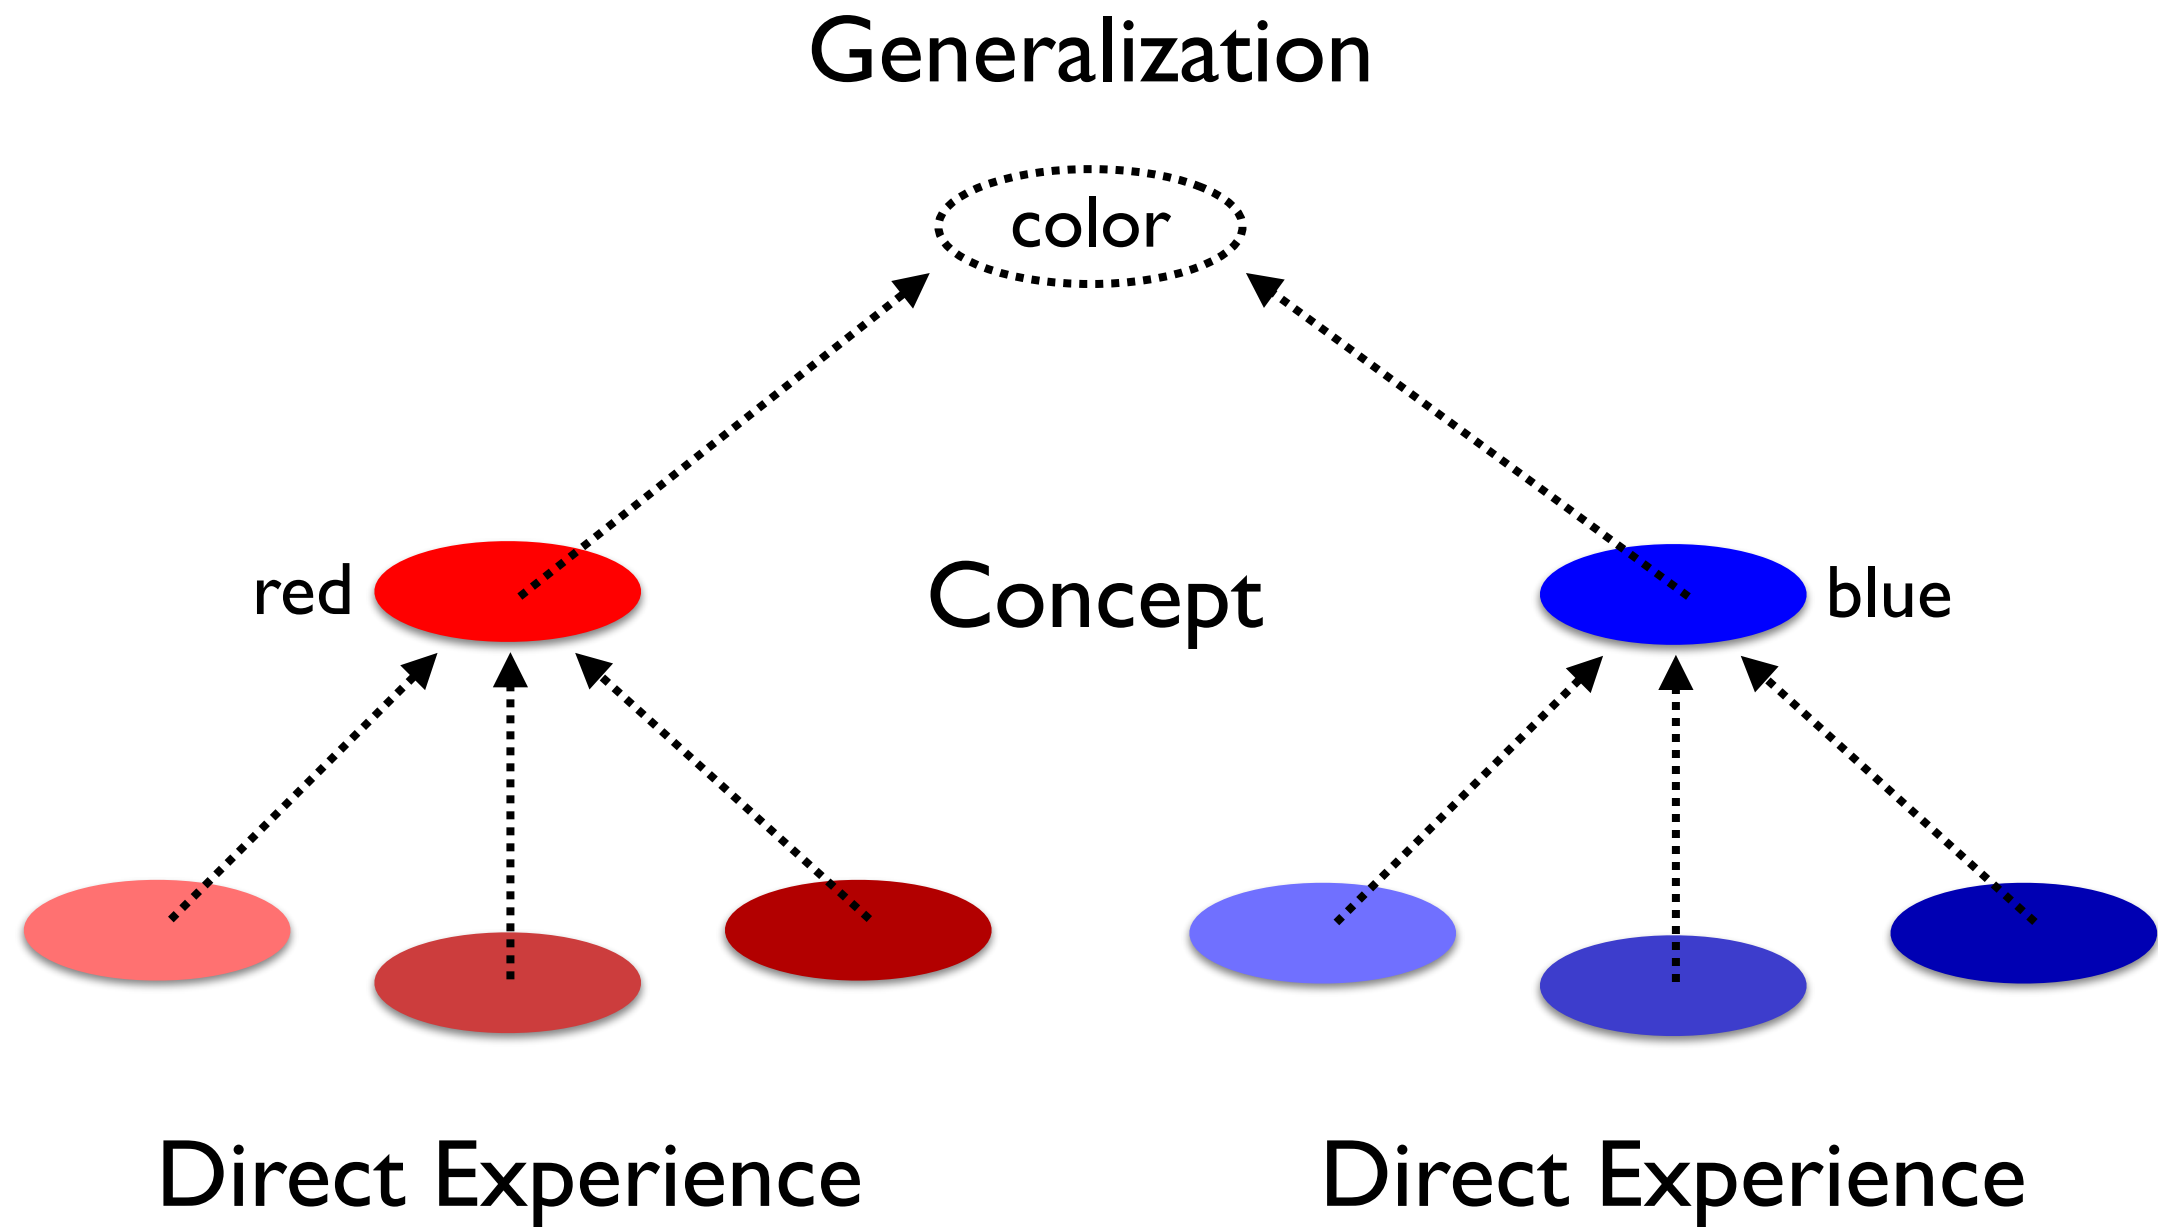 Generalization
color
red
Concept
blue
Direct Experience
Direct Experience